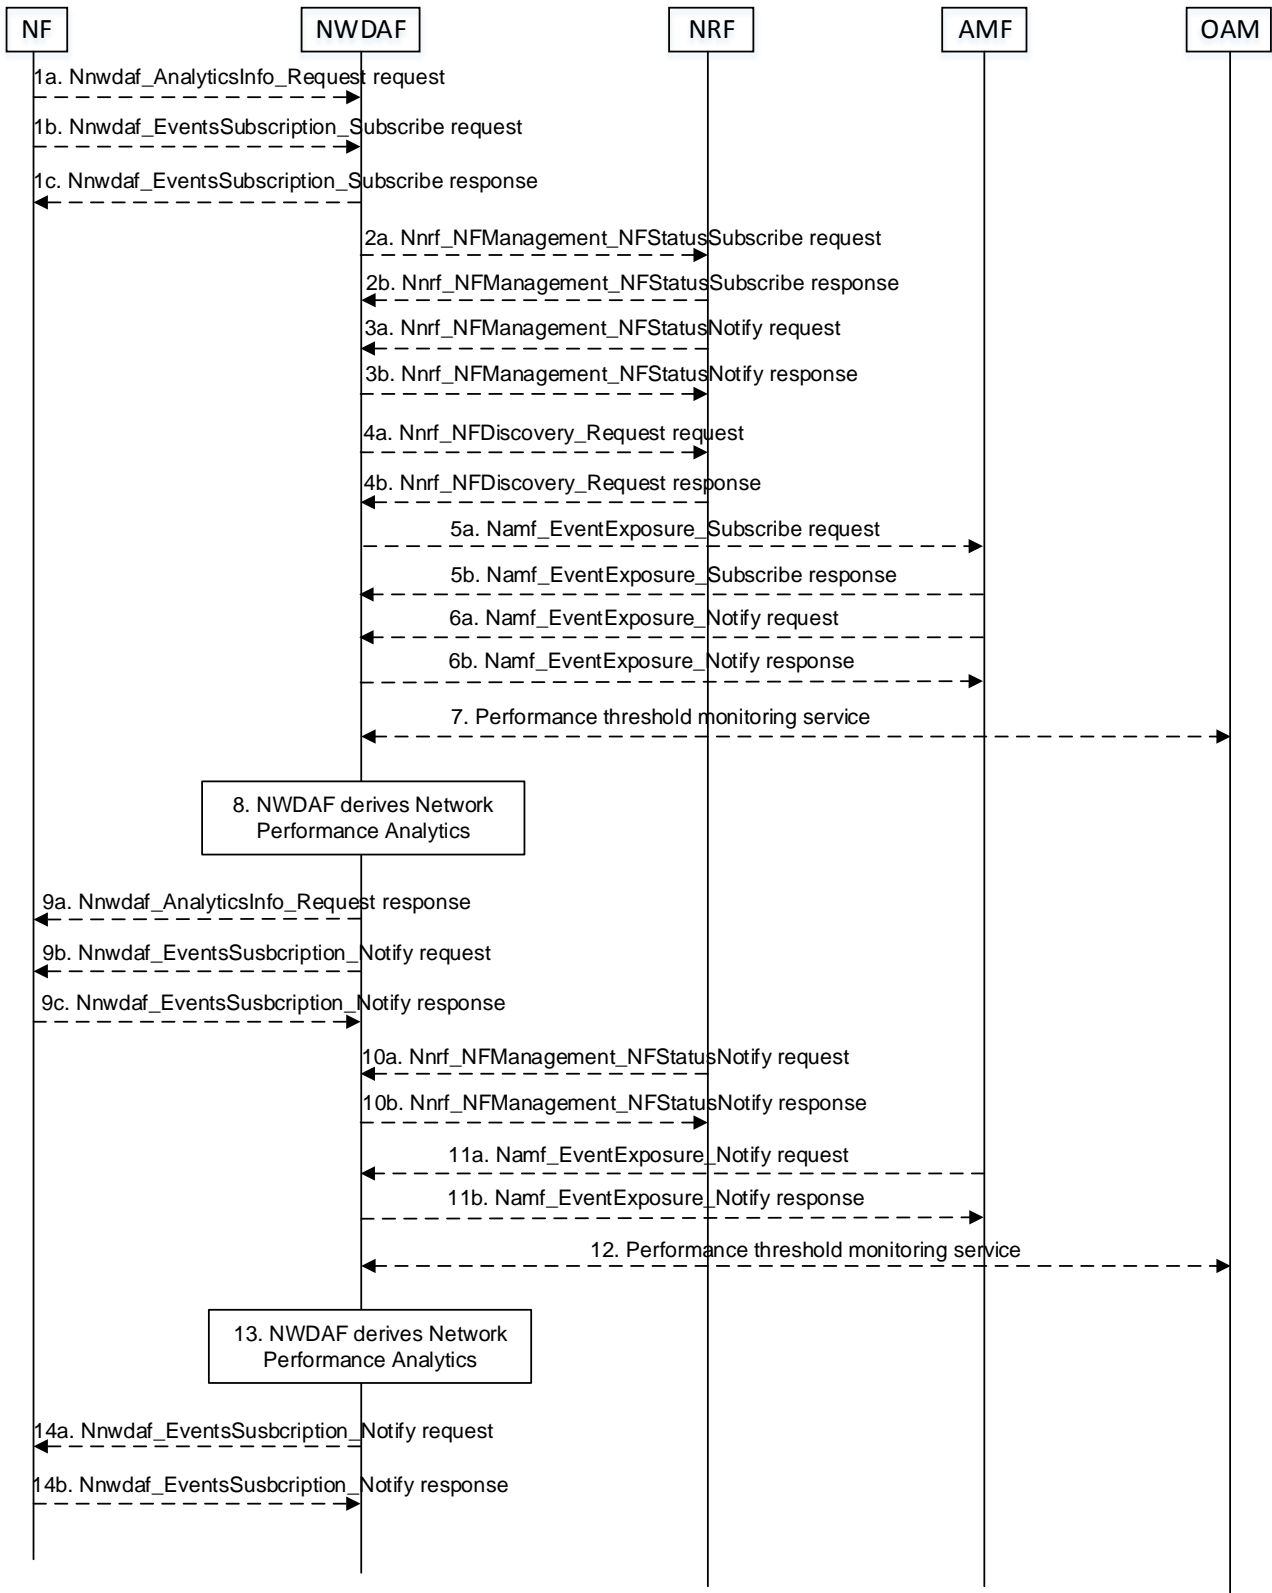 NF
NWDAF
NRF
AMF
OAM
1a. Nnwdaf_AnalyticsInfo_Request request
1b. Nnwdaf_EventsSubscription_Subscribe request
1c. Nnwdaf_EventsSubscription_Subscribe response
2a. Nnrf_NFManagement_NFStatusSubscribe request
2b. Nnrf_NFManagement_NFStatusSubscribe response
3a. Nnrf_NFManagement_NFStatusNotify request
3b. Nnrf_NFManagement_NFStatusNotify response
4a. Nnrf_NFDiscovery_Request request
4b. Nnrf_NFDiscovery_Request response
5a. Namf_EventExposure_Subscribe request
5b. Namf_EventExposure_Subscribe response
6a. Namf_EventExposure_Notify request
6b. Namf_EventExposure_Notify response
7. Performance threshold monitoring service
8. NWDAF derives Network
Performance Analytics
9a. Nnwdaf_AnalyticsInfo_Request response
9b. Nnwdaf_EventsSusbcription_Notify request
9c. Nnwdaf_EventsSusbcription_Notify response
10a. Nnrf_NFManagement_NFStatusNotify request
10b. Nnrf_NFManagement_NFStatusNotify response
11a. Namf_EventExposure_Notify request
11b. Namf_EventExposure_Notify response
12. Performance threshold monitoring service
13. NWDAF derives Network
Performance Analytics
14a. Nnwdaf_EventsSusbcription_Notify request
14b. Nnwdaf_EventsSusbcription_Notify response